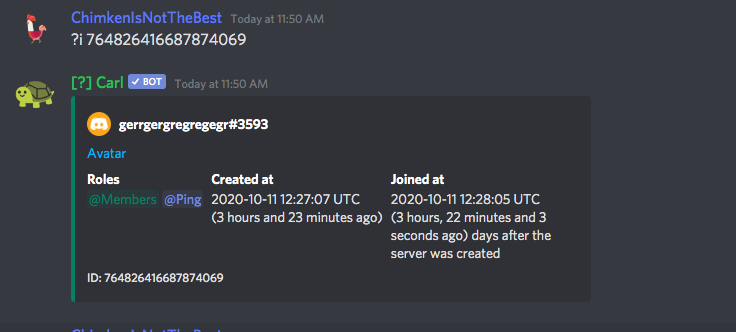 ChimkenIsNotTheBest Today at 11:50 AM
?i 764826416687874069
[?] Carl BOT Today at 11:50 AM
gerrgergregregegr#3593
Avatar
Roles Created at Joined at
@Members @Ping 2020-10-11 12:27:07 UTC 2020-10-11 12:28:05 UTC
(3 hours and 23 minutes ago) (3 hours, 22 minutes and 3
seconds ago) days after the
server was created
ID: 764826416687874069